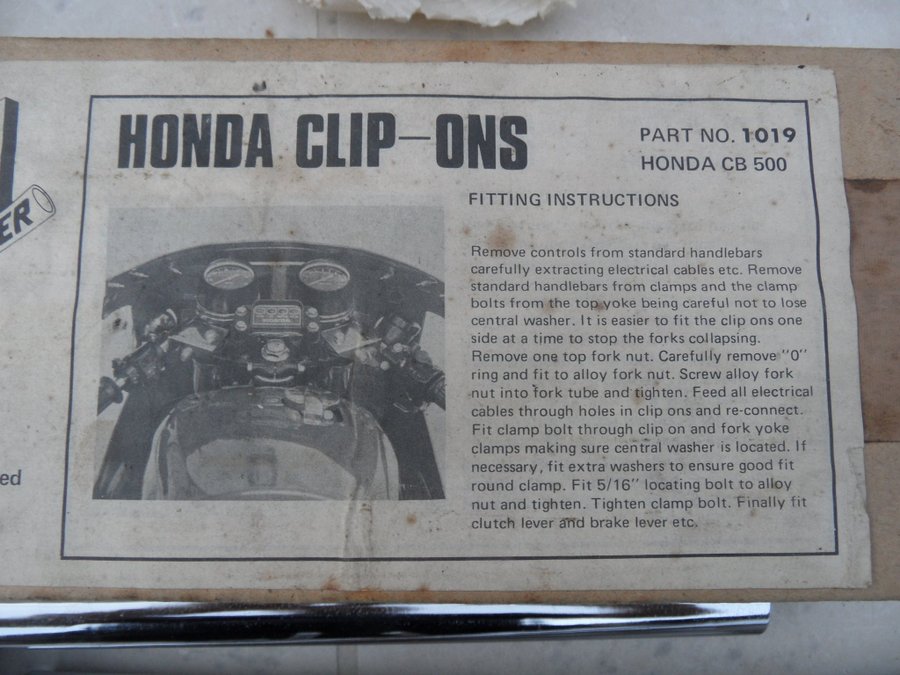 HONDA CLIP-ONS
PART NO. 1019
HONDA CB 500
FITTING INSTRUCTIONS
Remove controls from standard handlebars
carefully extracting electrical cables etc. Remove
standard handlebars from clamps and the clamp
bolts from the top yoke being careful not to lose
central washer. It is easier to fit the clip ons one
side at a time to stop the forks collapsing.
Remove one top fork nut. Carefully remove "0"
ring and fit to alloy fork nut. Screw alloy fork
nut into fork tube and tighten. Feed all electrical
cables through holes in clip ons and re-connect.
Fit clamp bolt through clip on and fork yoke
clamps making sure central washer is located. If
necessary, fit extra washers to ensure good fit
round clamp. Fit 5/16" locating bolt to alloy
nut and tighten. Tighten clamp bolt. Finally fit
clutch lever and brake lever etc.
HONDA
ER
ed